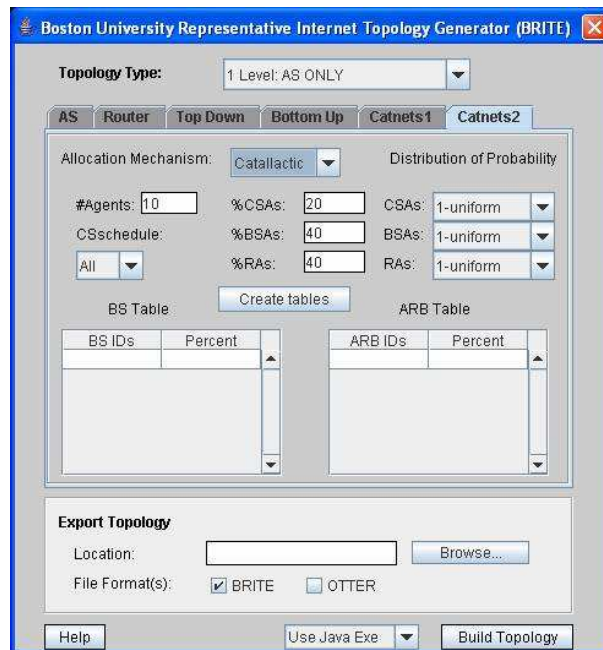 Boston University Representative Internet Topology Generator (BRITE)
Topology Type: 1 Level: AS ONLY
AS Router Top Down Bottom Up Catnets1 Catnets2
Allocation Mechanism: Catallactic Distribution of Probability
#Agents: 10 %CSAs: 20 CSAs: 1-uniform
CSschedule: %BSAs: 40 BSAs: 1-uniform
All %RAs: 40 RAs: 1-uniform
BS Table Create tables ARB Table
BS IDs Percent ARB IDs Percent
Export Topology
Location: Browse...
File Format(s): BRITE OTTER
Help Use Java Exe Build Topology